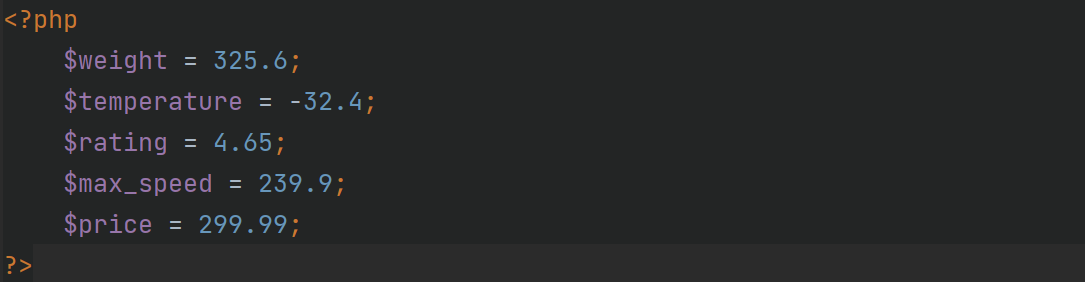 <?php
    $weight = 325.6;
    $temperature = -32.4;
    $rating = 4.65;
    $max_speed = 239.9;
    $price = 299.99;
?>